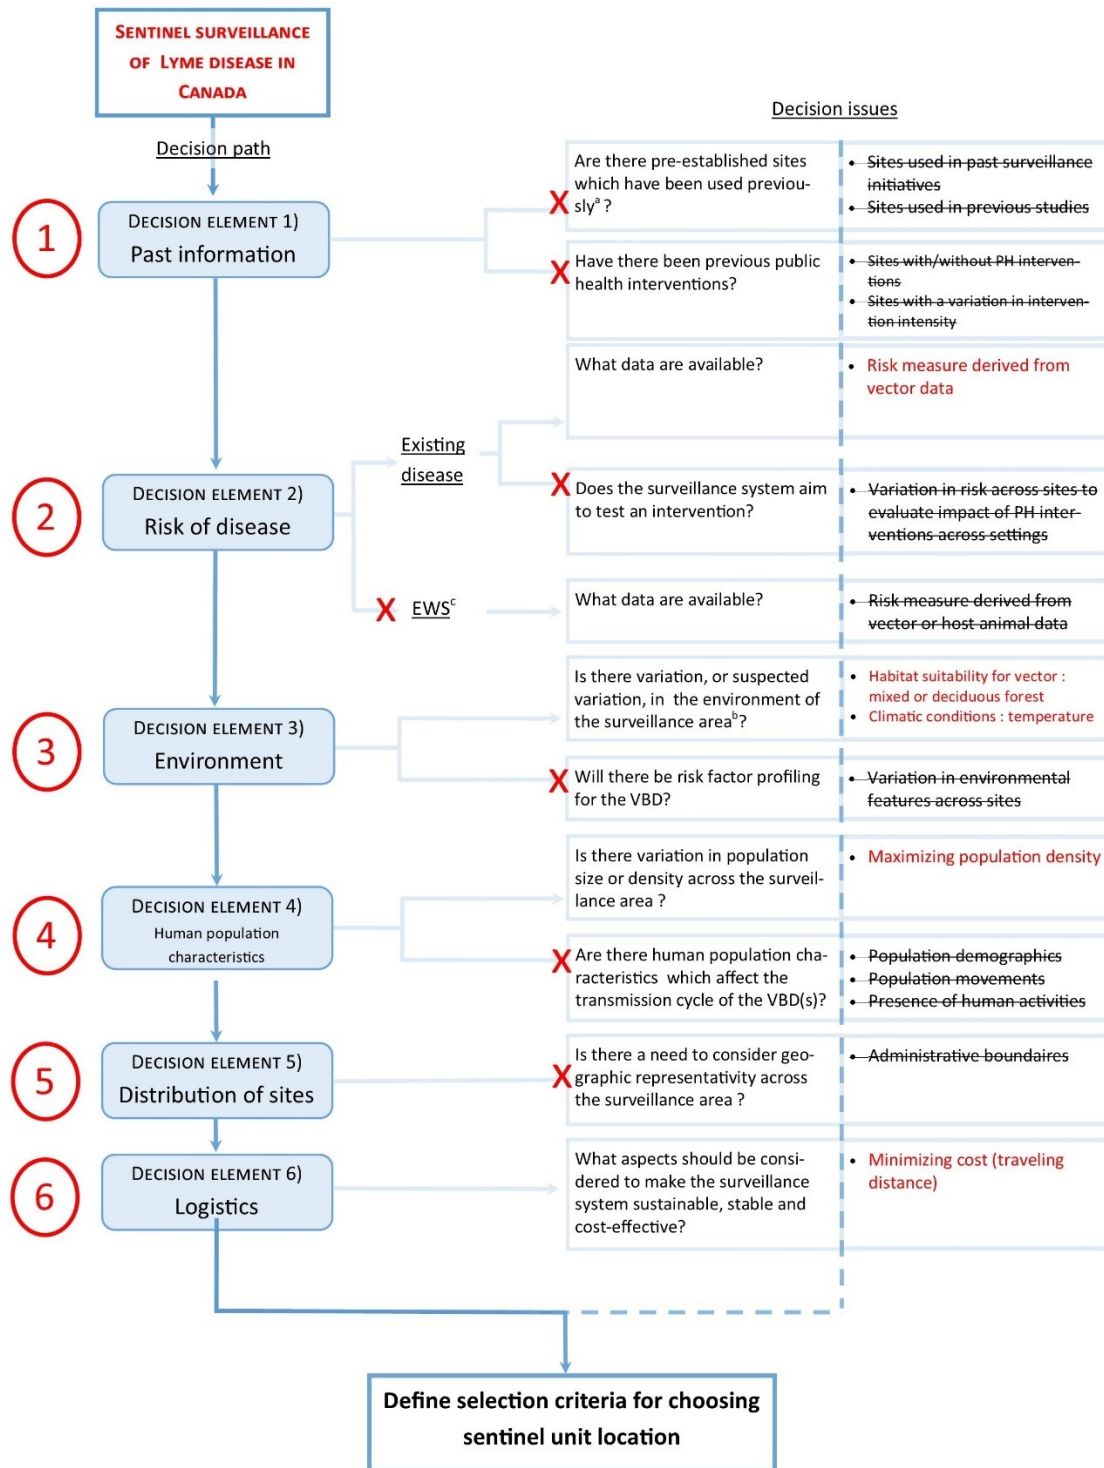 SENTINEL SURVEILLANCE
OF LYME DISEASE IN
CANADA
Decision path
Decision issues
1
DECISION ELEMENT 1)
Past information
X
Are there pre-established sites
which have been used previou-
slyᵃ ?
• Sites used in past surveillance
initiatives
• Sites used in previous studies
X
Have there been previous public
health interventions?
• Sites with/without PH interven-
tions
• Sites with a variation in interven-
tion intensity
2
DECISION ELEMENT 2)
Risk of disease
Existing
disease
What data are available?
• Risk measure derived from
vector data
X
Does the surveillance system aim
to test an intervention?
• Variation in risk across sites to
evaluate impact of PH inter-
ventions across settings
X
EWSᶜ
What data are available?
• Risk measure derived from
vector or host animal data
3
DECISION ELEMENT 3)
Environment
Is there variation, or suspected
variation, in the environment of
the surveillance areaᵇ?
• Habitat suitability for vector :
mixed or deciduous forest
• Climatic conditions : temperature
X
Will there be risk factor profiling
for the VBD?
• Variation in environmental
features across sites
4
DECISION ELEMENT 4)
Human population
characteristics
Is there variation in population
size or density across the surveil-
lance area ?
• Maximizing population density
X
Are there human population cha-
racteristics which affect the
transmission cycle of the VBD(s)?
• Population demographics
• Population movements
• Presence of human activities
5
DECISION ELEMENT 5)
Distribution of sites
X
Is there a need to consider geo-
graphic representativity across
the surveillance area ?
• Administrative boundaires
6
DECISION ELEMENT 6)
Logistics
What aspects should be consi-
dered to make the surveillance
system sustainable, stable and
cost-effective?
• Minimizing cost (traveling
distance)
Define selection criteria for choosing
sentinel unit location